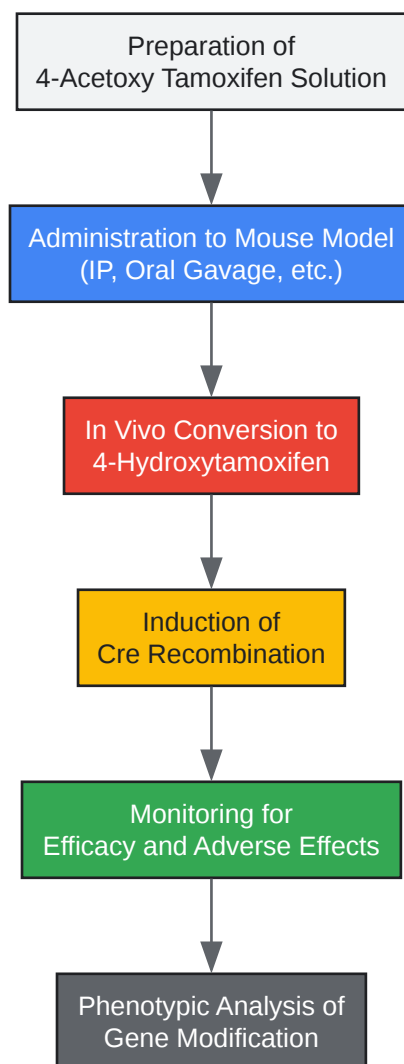 Preparation of
4-Acetoxy Tamoxifen Solution
Administration to Mouse Model
(IP, Oral Gavage, etc.)
In Vivo Conversion to
4-Hydroxytamoxifen
Induction of
Cre Recombination
Monitoring for
Efficacy and Adverse Effects
Phenotypic Analysis of
Gene Modification